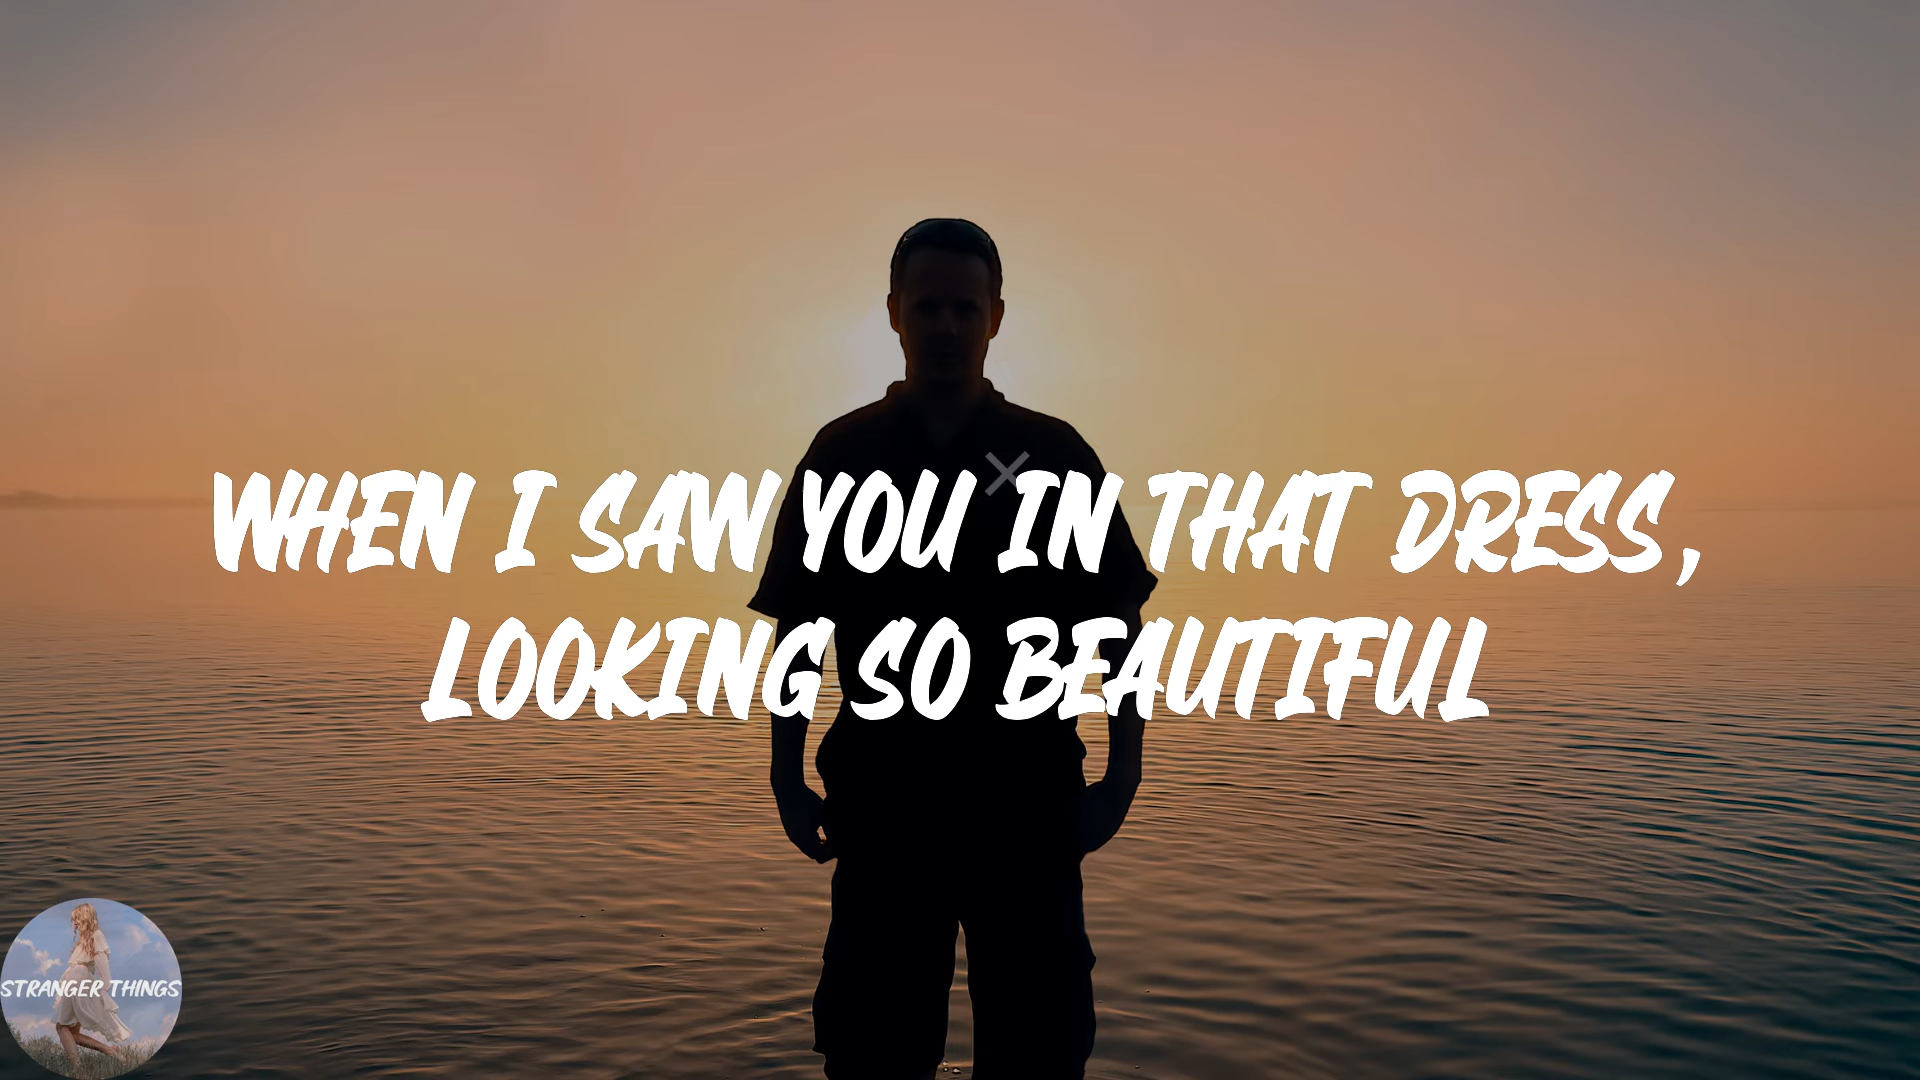 WHEN I SAW YOU IN THAT DRESS,
LOOKING SO BEAUTIFUL
STRANGER THINGS